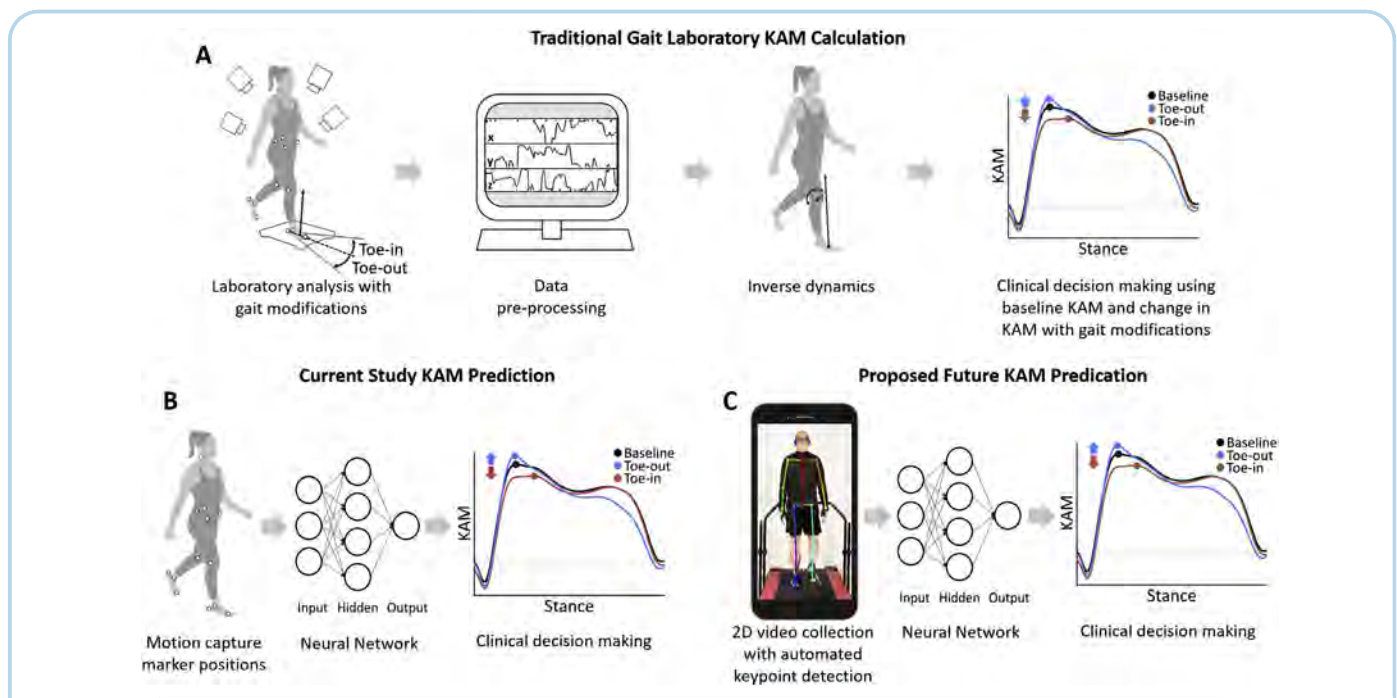 Traditional Gait Laboratory KAM Calculation
A
Toe-in
Toe-out
Laboratory analysis with
gait modifications
x
y
z
Data
pre-processing
Inverse dynamics
Baseline
Toe-out
Toe-in
KAM
Stance
Clinical decision making using
baseline KAM and change in
KAM with gait modifications
Current Study KAM Prediction
B
Motion capture
marker positions
Input Hidden Output
Neural Network
Baseline
Toe-out
Toe-in
KAM
Stance
Clinical decision making
Proposed Future KAM Predication
C
2D video collection
with automated
keypoint detection
Input Hidden Output
Neural Network
Baseline
Toe-out
Toe-in
KAM
Stance
Clinical decision making